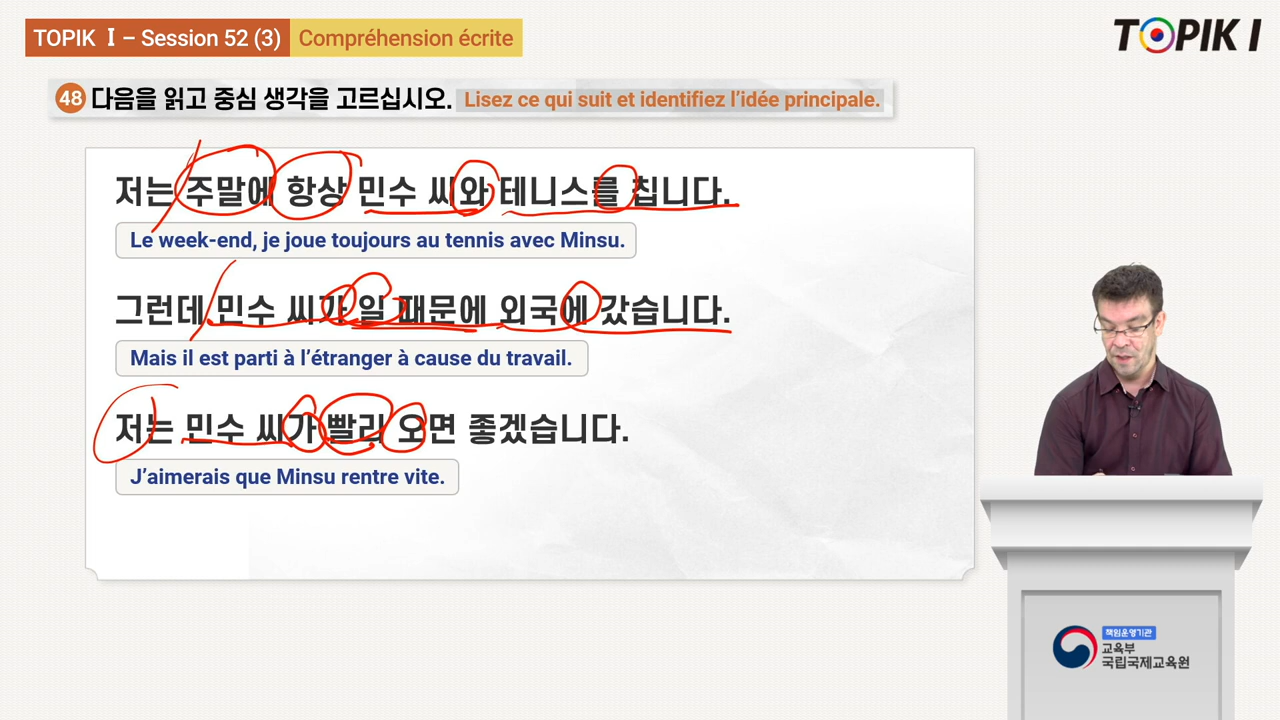 TOPIK I – Session 52 (3) Compréhension écrite
TOPIK I
48 다음을 읽고 중심 생각을 고르십시오. Lisez ce qui suit et identifiez l'idée principale.
저는 주말에 항상 민수 씨와 테니스를 칩니다.
Le week-end, je joue toujours au tennis avec Minsu.
그런데 민수 씨가 일 때문에 외국에 갔습니다.
Mais il est parti à l'étranger à cause du travail.
저는 민수 씨가 빨리 오면 좋겠습니다.
J'aimerais que Minsu rentre vite.
책임운영기관
교육부
국립국제교육원